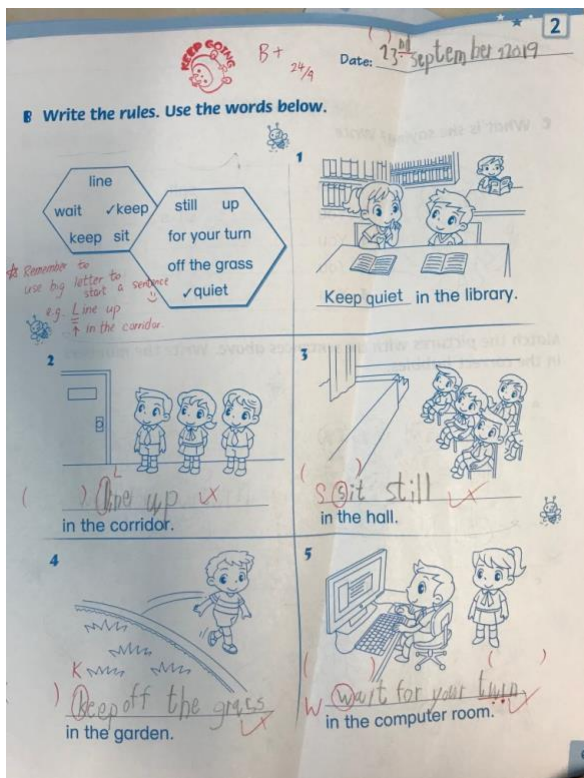 2
KEEP GOING
B+
24/9
Date: 23rd September 2019
B Write the rules. Use the words below.
line
wait ✓keep
keep sit
still up
for your turn
off the grass
✓quiet
☆ Remember to
use big letter to
start a sentence
e.g. Line up
↑ in the corridor.
1
Keep quiet in the library.
2
L
line up
in the corridor.
3
S sit still
in the hall.
4
K
keep off the grass
in the garden.
5
W wait for your turn
in the computer room.